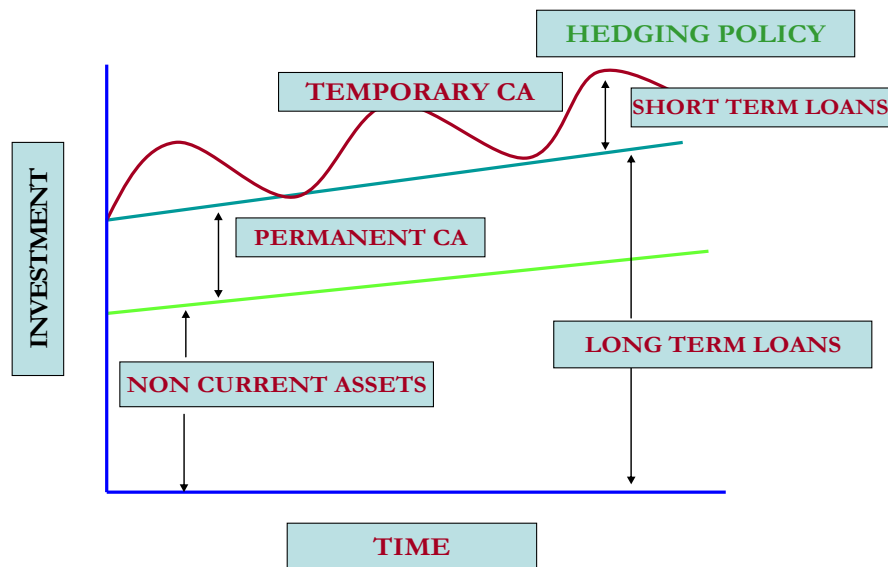 HEDGING POLICY
TEMPORARY CA
SHORT TERM LOANS
INVESTMENT
PERMANENT CA
LONG TERM LOANS
NON CURRENT ASSETS
TIME